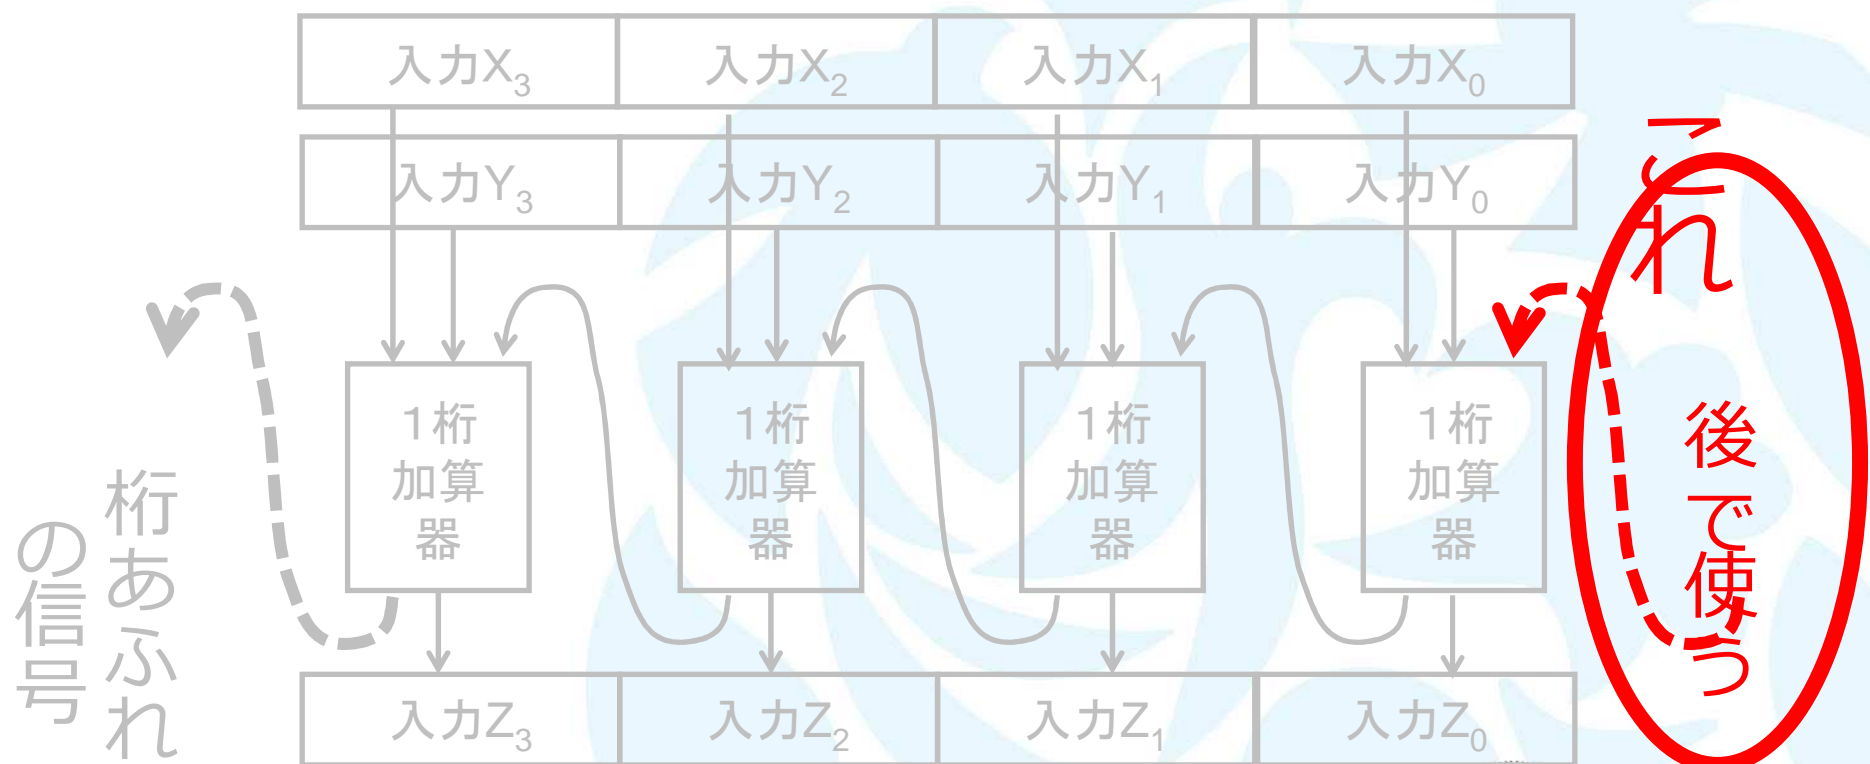 入力X3 入力X2 入力X1 入力X0
入力Y3 入力Y2 入力Y1 入力Y0
これ 後で使う
1桁
加算
器
1桁
加算
器
1桁
加算
器
1桁
加算
器
桁あふれ
の信号
入力Z3 入力Z2 入力Z1 入力Z0